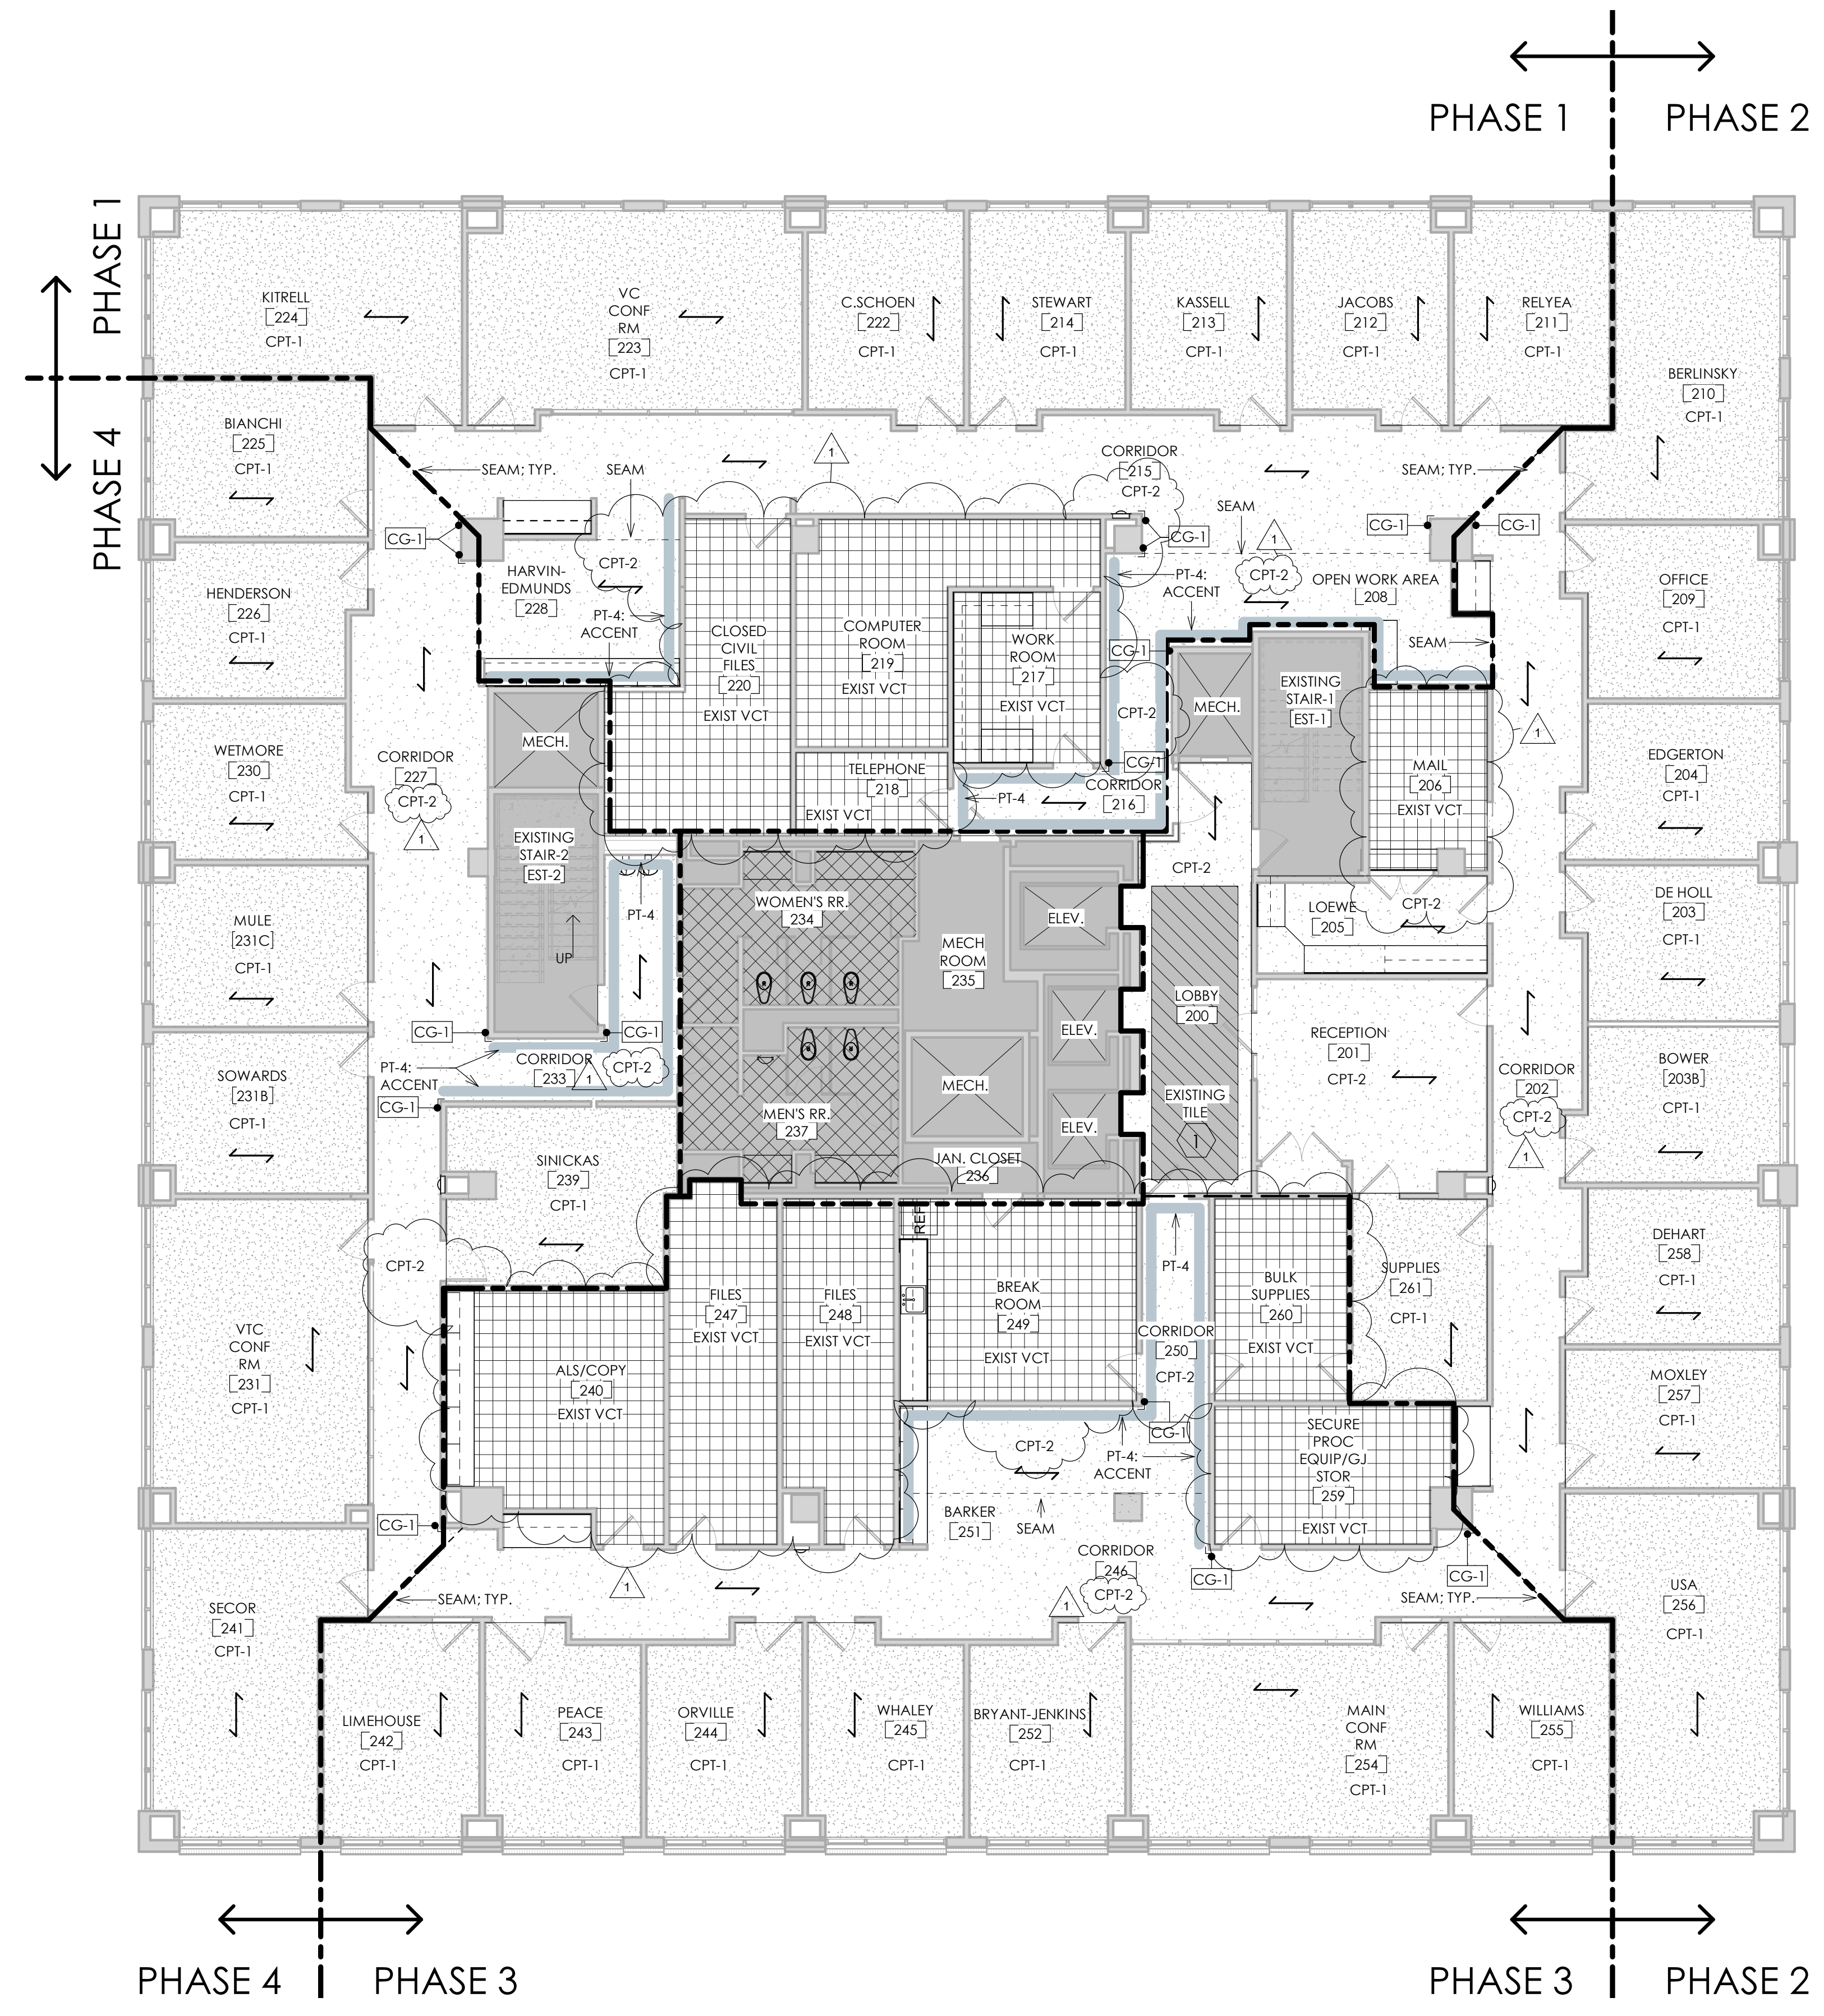 PHASE 1
PHASE 2
PHASE 1
PHASE 4
KITRELL
224
CPT-1
VC
CONF
RM
223
CPT-1
C.SCHOEN
222
CPT-1
STEWART
214
CPT-1
KASSELL
213
CPT-1
JACOBS
212
CPT-1
RELYEA
211
CPT-1
BERLINSKY
210
CPT-1
BIANCHI
225
CPT-1
SEAM; TYP.
SEAM
1
CORRIDOR
215
CPT-2
SEAM; TYP.
SEAM
CG-1
CG-1
CG-1
CG-1
1
CPT-2
CPT-2
HARVIN-
EDMUNDS
228
PT-4:
ACCENT
PT-4:
ACCENT
OPEN WORK AREA
208
SEAM
HENDERSON
226
CPT-1
OFFICE
209
CPT-1
CLOSED
CIVIL
FILES
220
EXIST VCT
COMPUTER
ROOM
219
EXIST VCT
WORK
ROOM
217
EXIST VCT
CG-1
CPT-2
MECH.
EXISTING
STAIR-1
EST-1
1
MECH.
WETMORE
230
CPT-1
CORRIDOR
227
CPT-2
1
TELEPHONE
218
EXIST VCT
PT-4
CG-1
CORRIDOR
216
MAIL
206
EXIST VCT
EDGERTON
204
CPT-1
EXISTING
STAIR-2
EST-2
UP
PT-4
WOMEN'S RR.
234
MECH
ROOM
235
ELEV.
CPT-2
LOEWE
205
CPT-2
DE HOLL
203
CPT-1
MULE
231C
CPT-1
CG-1
CG-1
ELEV.
LOBBY
200
RECEPTION
201
CPT-2
CORRIDOR
202
CPT-2
1
BOWER
203B
CPT-1
SOWARDS
231B
CPT-1
PT-4:
ACCENT
CG-1
CORRIDOR
233
1
CPT-2
MEN'S RR.
237
MECH.
ELEV.
EXISTING
TILE
1
JAN. CLOSET
236
SINICKAS
239
CPT-1
REF
PT-4
DEHART
258
CPT-1
CPT-2
FILES
247
EXIST VCT
FILES
248
EXIST VCT
BREAK
ROOM
249
EXIST VCT
BULK
SUPPLIES
260
EXIST VCT
SUPPLIES
261
CPT-1
CORRIDOR
250
CPT-2
VTC
CONF
RM
231
CPT-1
ALS/COPY
240
EXIST VCT
MOXLEY
257
CPT-1
CG-1
CPT-2
PT-4:
ACCENT
SECURE
PROC
EQUIP/GJ
STOR
259
EXIST VCT
CG-1
BARKER
251
SEAM
CORRIDOR
246
CPT-2
1
1
CG-1
CG-1
SEAM; TYP.
SEAM; TYP.
SECOR
241
CPT-1
USA
256
CPT-1
LIMEHOUSE
242
CPT-1
PEACE
243
CPT-1
ORVILLE
244
CPT-1
WHALEY
245
CPT-1
BRYANT-JENKINS
252
CPT-1
MAIN
CONF
RM
254
CPT-1
WILLIAMS
255
CPT-1
PHASE 4
PHASE 3
PHASE 3
PHASE 2